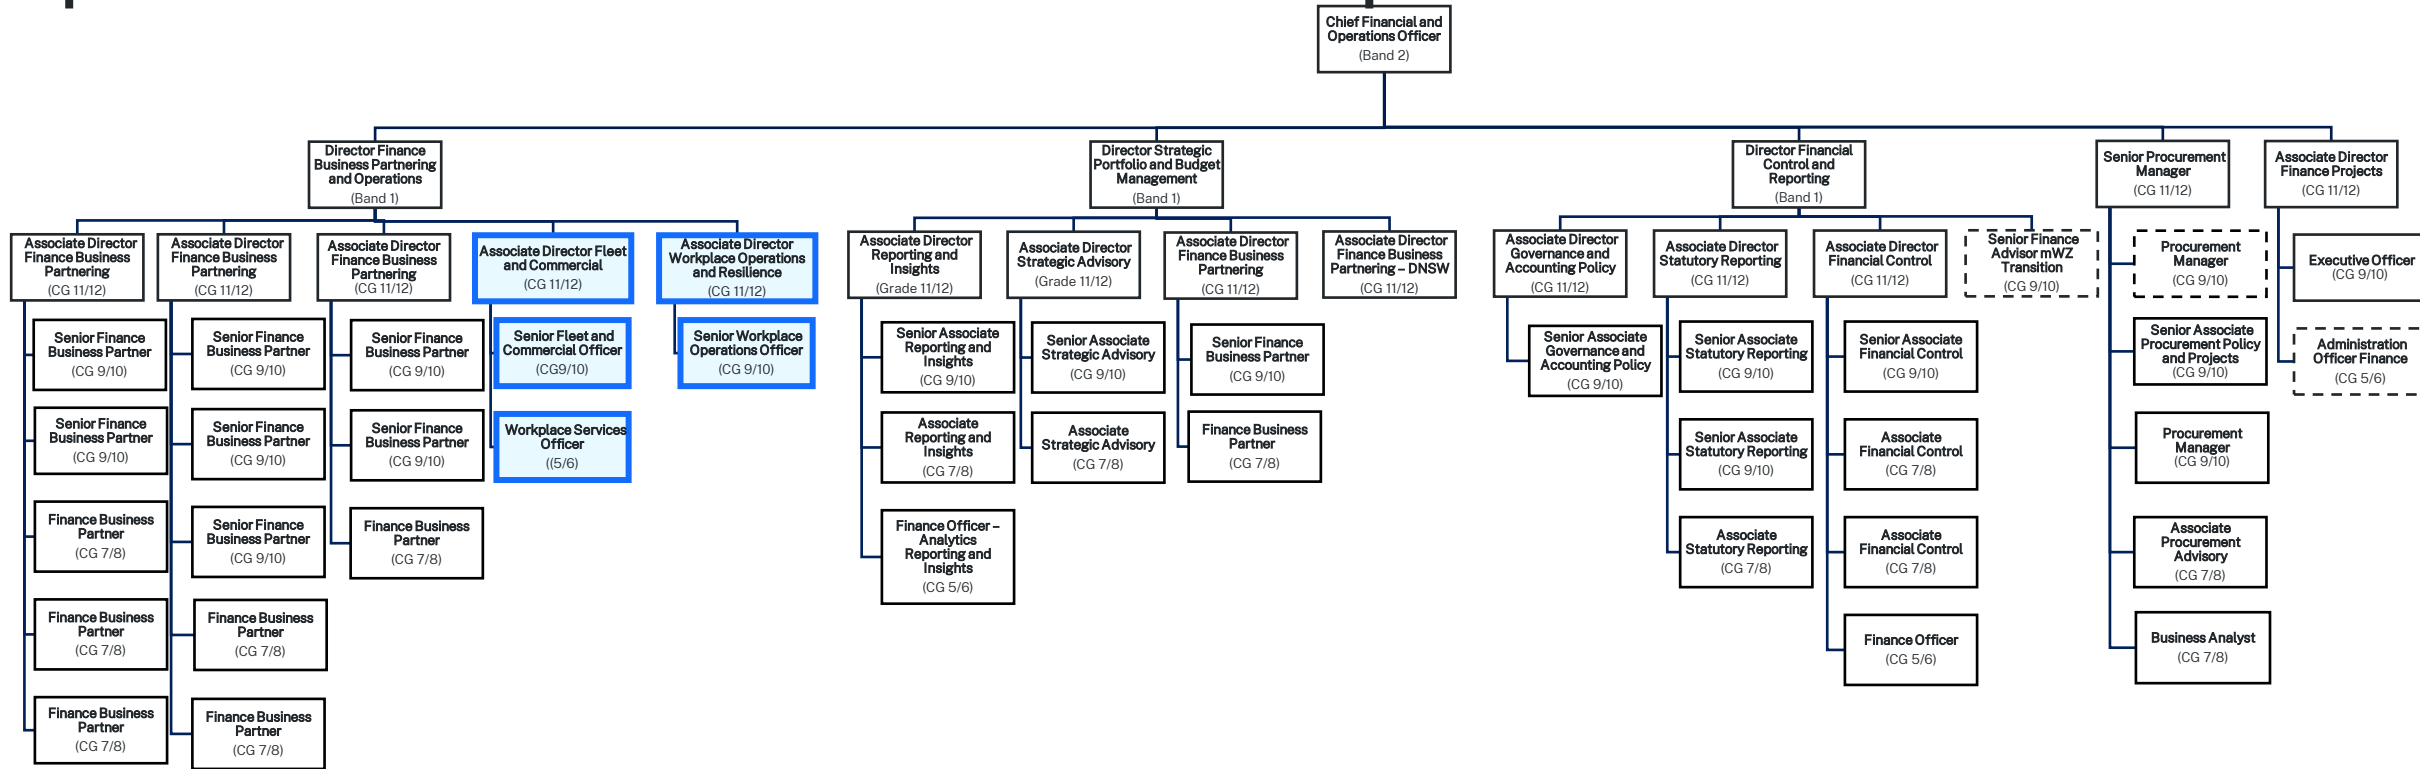 Chief Financial and
Operations Officer
(Band 2)
Director Finance
Business Partnering
and Operations
(Band 1)
Director Strategic
Portfolio and Budget
Management
(Band 1)
Director Financial
Control and
Reporting
(Band 1)
Senior Procurement
Manager
(CG 11/12)
Associate Director
Finance Projects
(CG 11/12)
Associate Director
Finance Business
Partnering
(CG 11/12)
Associate Director
Finance Business
Partnering
(CG 11/12)
Associate Director
Finance Business
Partnering
(CG 11/12)
Associate Director Fleet
and Commercial
(CG 11/12)
Associate Director
Workplace Operations
and Resilience
(CG 11/12)
Associate Director
Reporting and
Insights
(Grade 11/12)
Associate Director
Strategic Advisory
(Grade 11/12)
Associate Director
Finance Business
Partnering
(CG 11/12)
Associate Director
Finance Business
Partnering – DNSW
(CG 11/12)
Associate Director
Governance and
Accounting Policy
(CG 11/12)
Associate Director
Statutory Reporting
(CG 11/12)
Associate Director
Financial Control
(CG 11/12)
Senior Finance
Advisor mWZ
Transition
(CG 9/10)
Procurement
Manager
(CG 9/10)
Executive Officer
(CG 9/10)
Senior Finance
Business Partner
(CG 9/10)
Senior Finance
Business Partner
(CG 9/10)
Finance Business
Partner
(CG 7/8)
Finance Business
Partner
(CG 7/8)
Finance Business
Partner
(CG 7/8)
Senior Finance
Business Partner
(CG 9/10)
Senior Finance
Business Partner
(CG 9/10)
Senior Finance
Business Partner
(CG 9/10)
Finance Business
Partner
(CG 7/8)
Finance Business
Partner
(CG 7/8)
Senior Finance
Business Partner
(CG 9/10)
Senior Finance
Business Partner
(CG 9/10)
Finance Business
Partner
(CG 7/8)
Senior Fleet and
Commercial Officer
(CG9/10)
Workplace Services
Officer
((5/6)
Senior Workplace
Operations Officer
(CG 9/10)
Senior Associate
Reporting and
Insights
(CG 9/10)
Associate
Reporting and
Insights
(CG 7/8)
Finance Officer –
Analytics
Reporting and
Insights
(CG 5/6)
Senior Associate
Strategic Advisory
(CG 9/10)
Associate
Strategic Advisory
(CG 7/8)
Senior Finance
Business Partner
(CG 9/10)
Finance Business
Partner
(CG 7/8)
Senior Associate
Governance and
Accounting Policy
(CG 9/10)
Senior Associate
Statutory Reporting
(CG 9/10)
Senior Associate
Statutory Reporting
(CG 9/10)
Associate
Statutory Reporting
(CG 7/8)
Senior Associate
Financial Control
(CG 9/10)
Associate
Financial Control
(CG 7/8)
Associate
Financial Control
(CG 7/8)
Finance Officer
(CG 5/6)
Senior Associate
Procurement Policy
and Projects
(CG 9/10)
Procurement
Manager
(CG 9/10)
Associate
Procurement
Advisory
(CG 7/8)
Business Analyst
(CG 7/8)
Administration
Officer Finance
(CG 5/6)